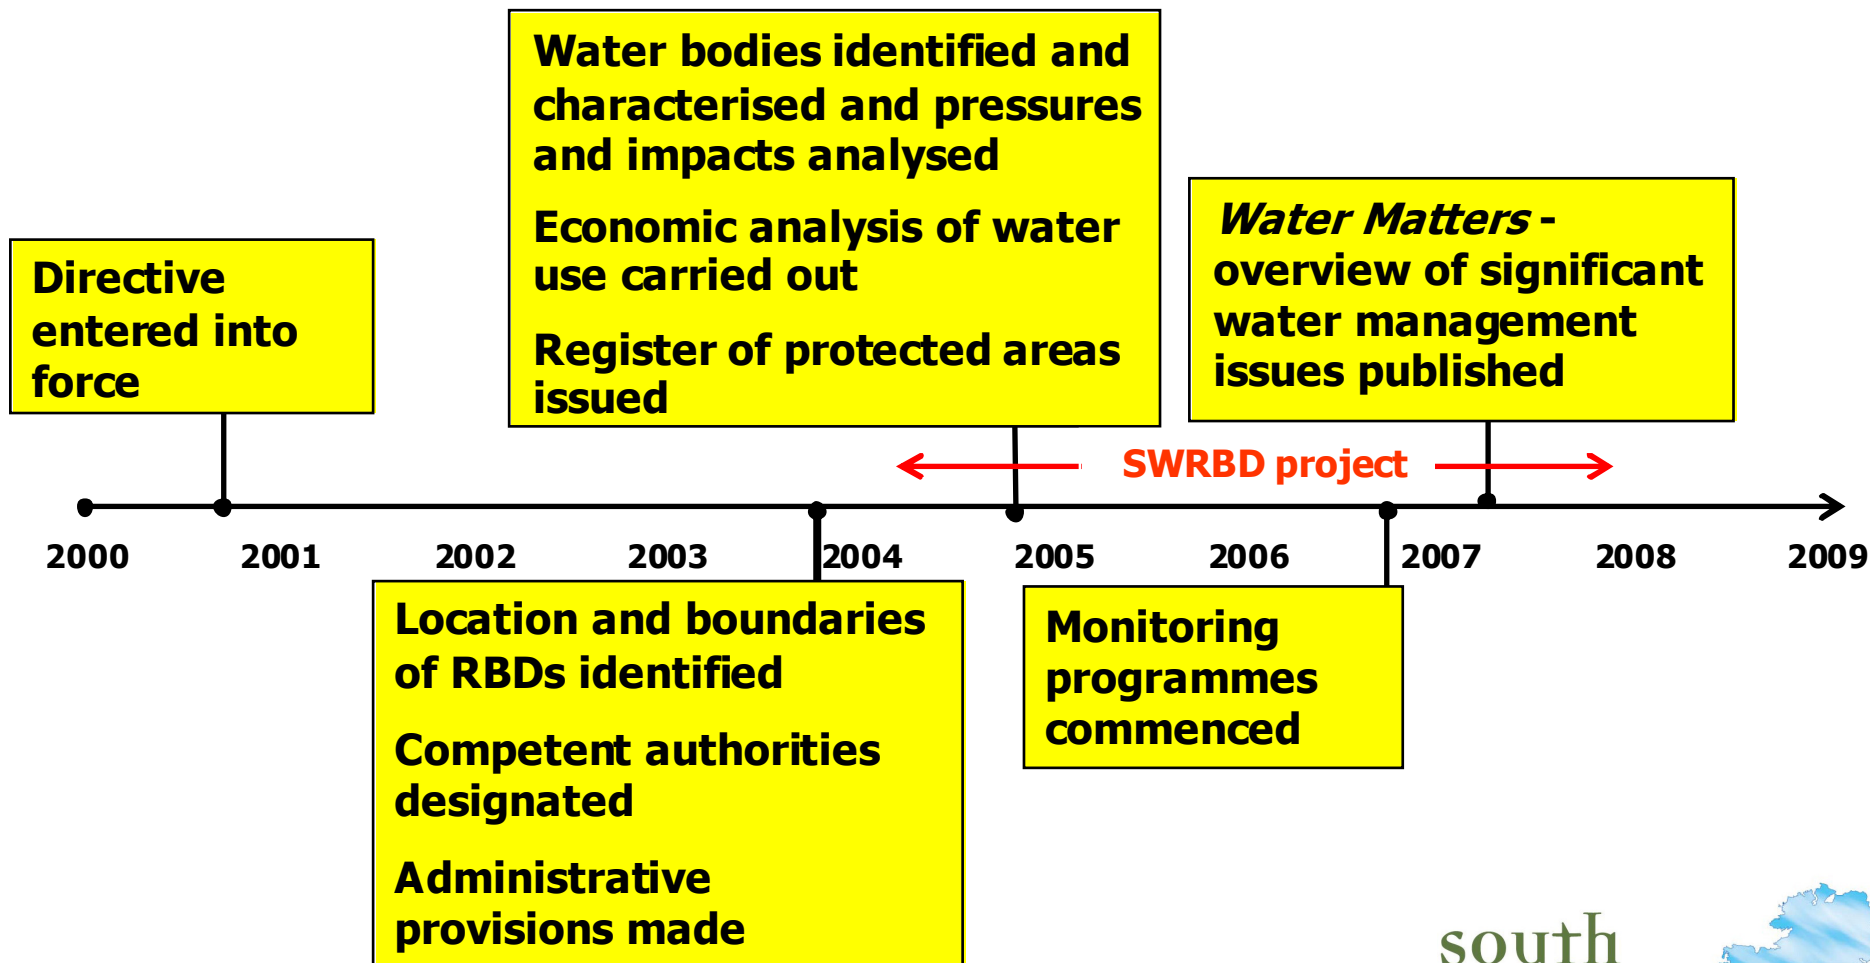 Water bodies identified and
characterised and pressures
and impacts analysed
Economic analysis of water
use carried out
Register of protected areas
issued
Water Matters -
overview of significant
water management
issues published
Directive
entered into
force
SWRBD project
2000 2001 2002 2003 2004 2005 2006 2007 2008 2009
Location and boundaries
of RBDs identified
Competent authorities
designated
Administrative
provisions made
Monitoring
programmes
commenced
south